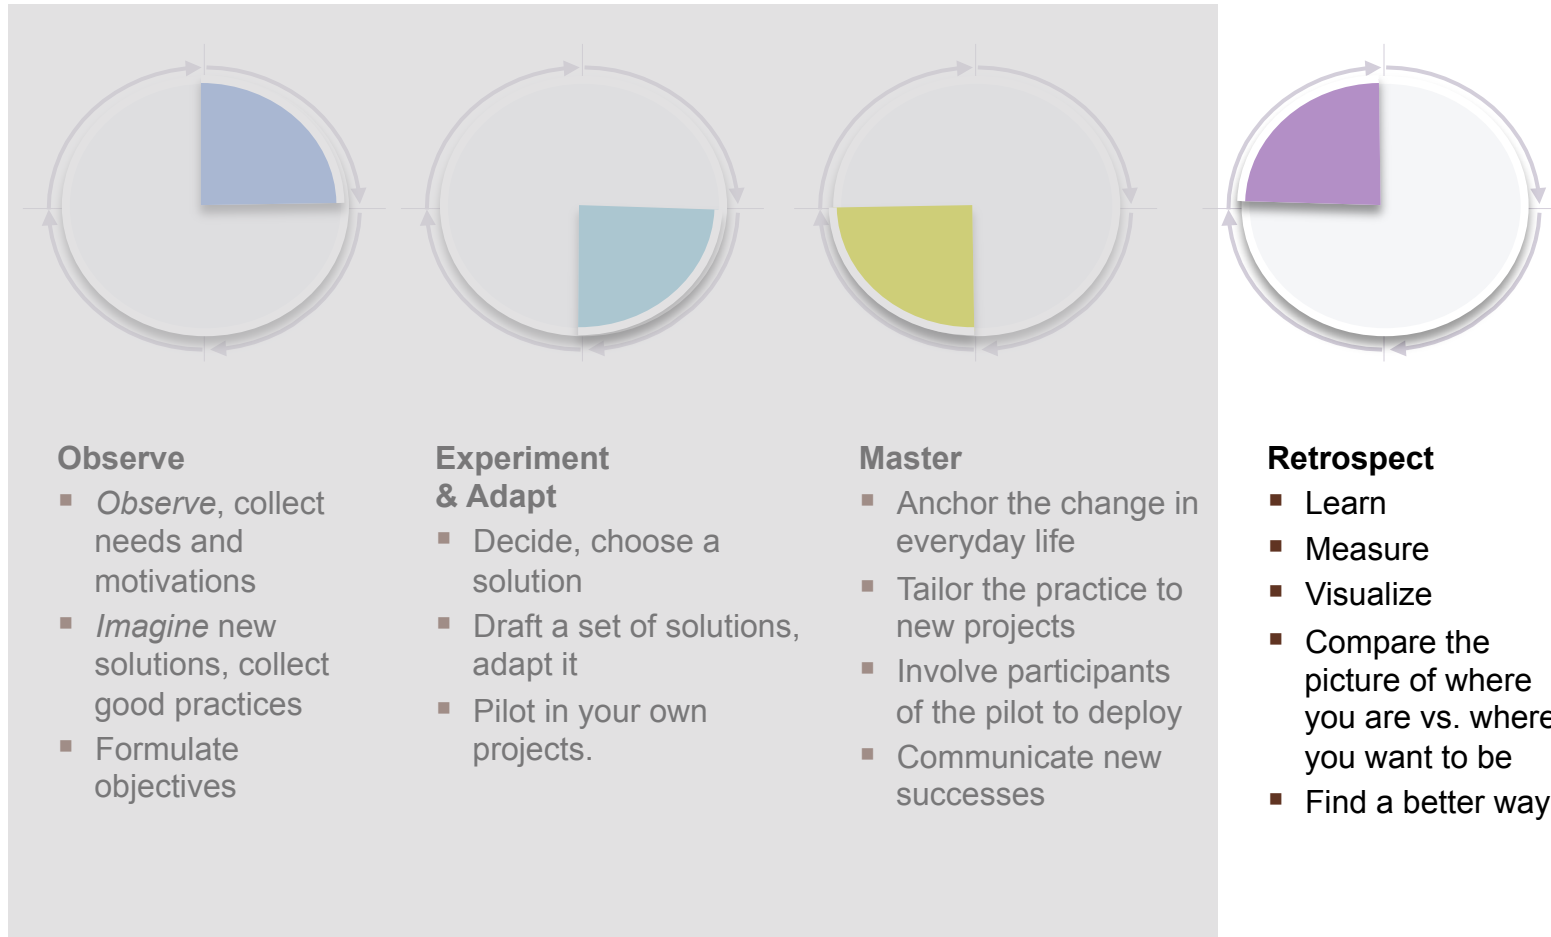 Observe
▪ Observe, collect
needs and
motivations
▪ Imagine new
solutions, collect
good practices
▪ Formulate
objectives
Experiment
& Adapt
▪ Decide, choose a
solution
▪ Draft a set of solutions,
adapt it
▪ Pilot in your own
projects.
Master
▪ Anchor the change in
everyday life
▪ Tailor the practice to
new projects
▪ Involve participants
of the pilot to deploy
▪ Communicate new
successes
Retrospect
▪ Learn
▪ Measure
▪ Visualize
▪ Compare the
picture of where
you are vs. where
you want to be
▪ Find a better way